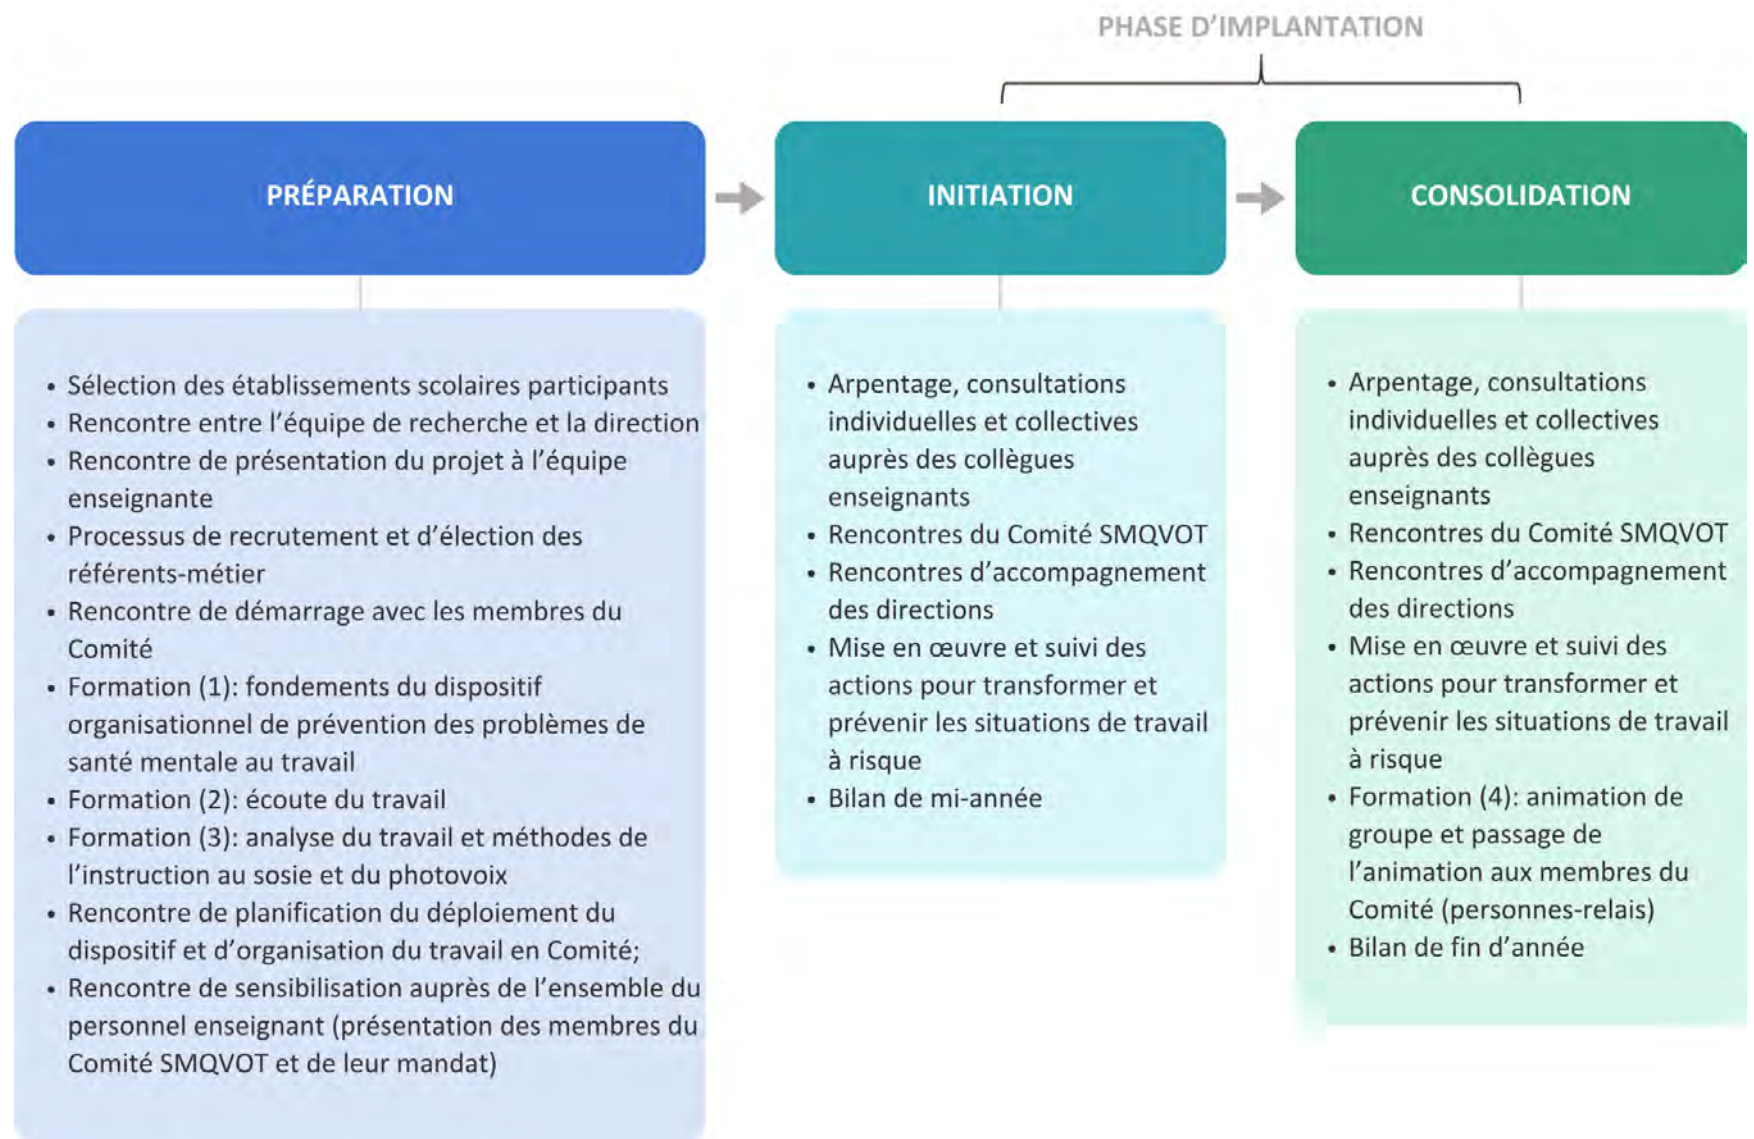 PHASE D’IMPLANTATION
PRÉPARATION
INITIATION
CONSOLIDATION
• Sélection des établissements scolaires participants
• Rencontre entre l’équipe de recherche et la direction
• Rencontre de présentation du projet à l’équipe
enseignante
• Processus de recrutement et d’élection des
référents-métier
• Rencontre de démarrage avec les membres du
Comité
• Formation (1): fondements du dispositif
organisationnel de prévention des problèmes de
santé mentale au travail
• Formation (2): écoute du travail
• Formation (3): analyse du travail et méthodes de
l’instruction au sosie et du photovoix
• Rencontre de planification du déploiement du
dispositif et d’organisation du travail en Comité;
• Rencontre de sensibilisation auprès de l’ensemble du
personnel enseignant (présentation des membres du
Comité SMQVOT et de leur mandat)
• Arpentage, consultations
individuelles et collectives
auprès des collègues
enseignants
• Rencontres du Comité SMQVOT
• Rencontres d’accompagnement
des directions
• Mise en œuvre et suivi des
actions pour transformer et
prévenir les situations de travail
à risque
• Bilan de mi-année
• Arpentage, consultations
individuelles et collectives
auprès des collègues
enseignants
• Rencontres du Comité SMQVOT
• Rencontres d’accompagnement
des directions
• Mise en œuvre et suivi des
actions pour transformer et
prévenir les situations de travail
à risque
• Formation (4): animation de
groupe et passage de
l’animation aux membres du
Comité (personnes-relais)
• Bilan de fin d’année